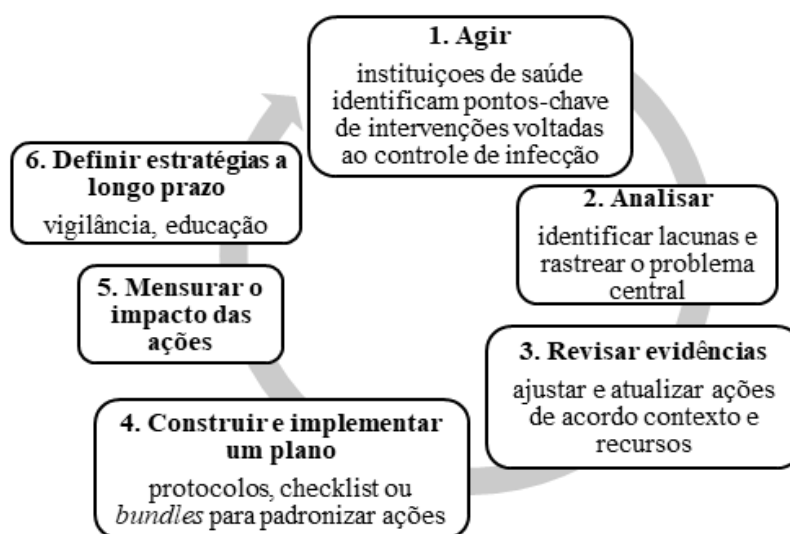 1. Agir
instituiçoes de saúde
identificam pontos-chave
de intervenções voltadas
ao controle de infecção
2. Analisar
identificar lacunas e
rastrear o problema
central
3. Revisar evidências
ajustar e atualizar ações
de acordo contexto e
recursos
4. Construir e implementar
um plano
protocolos, checklist ou
bundles para padronizar ações
5. Mensurar o
impacto das
ações
6. Definir estratégias a
longo prazo
vigilância, educação